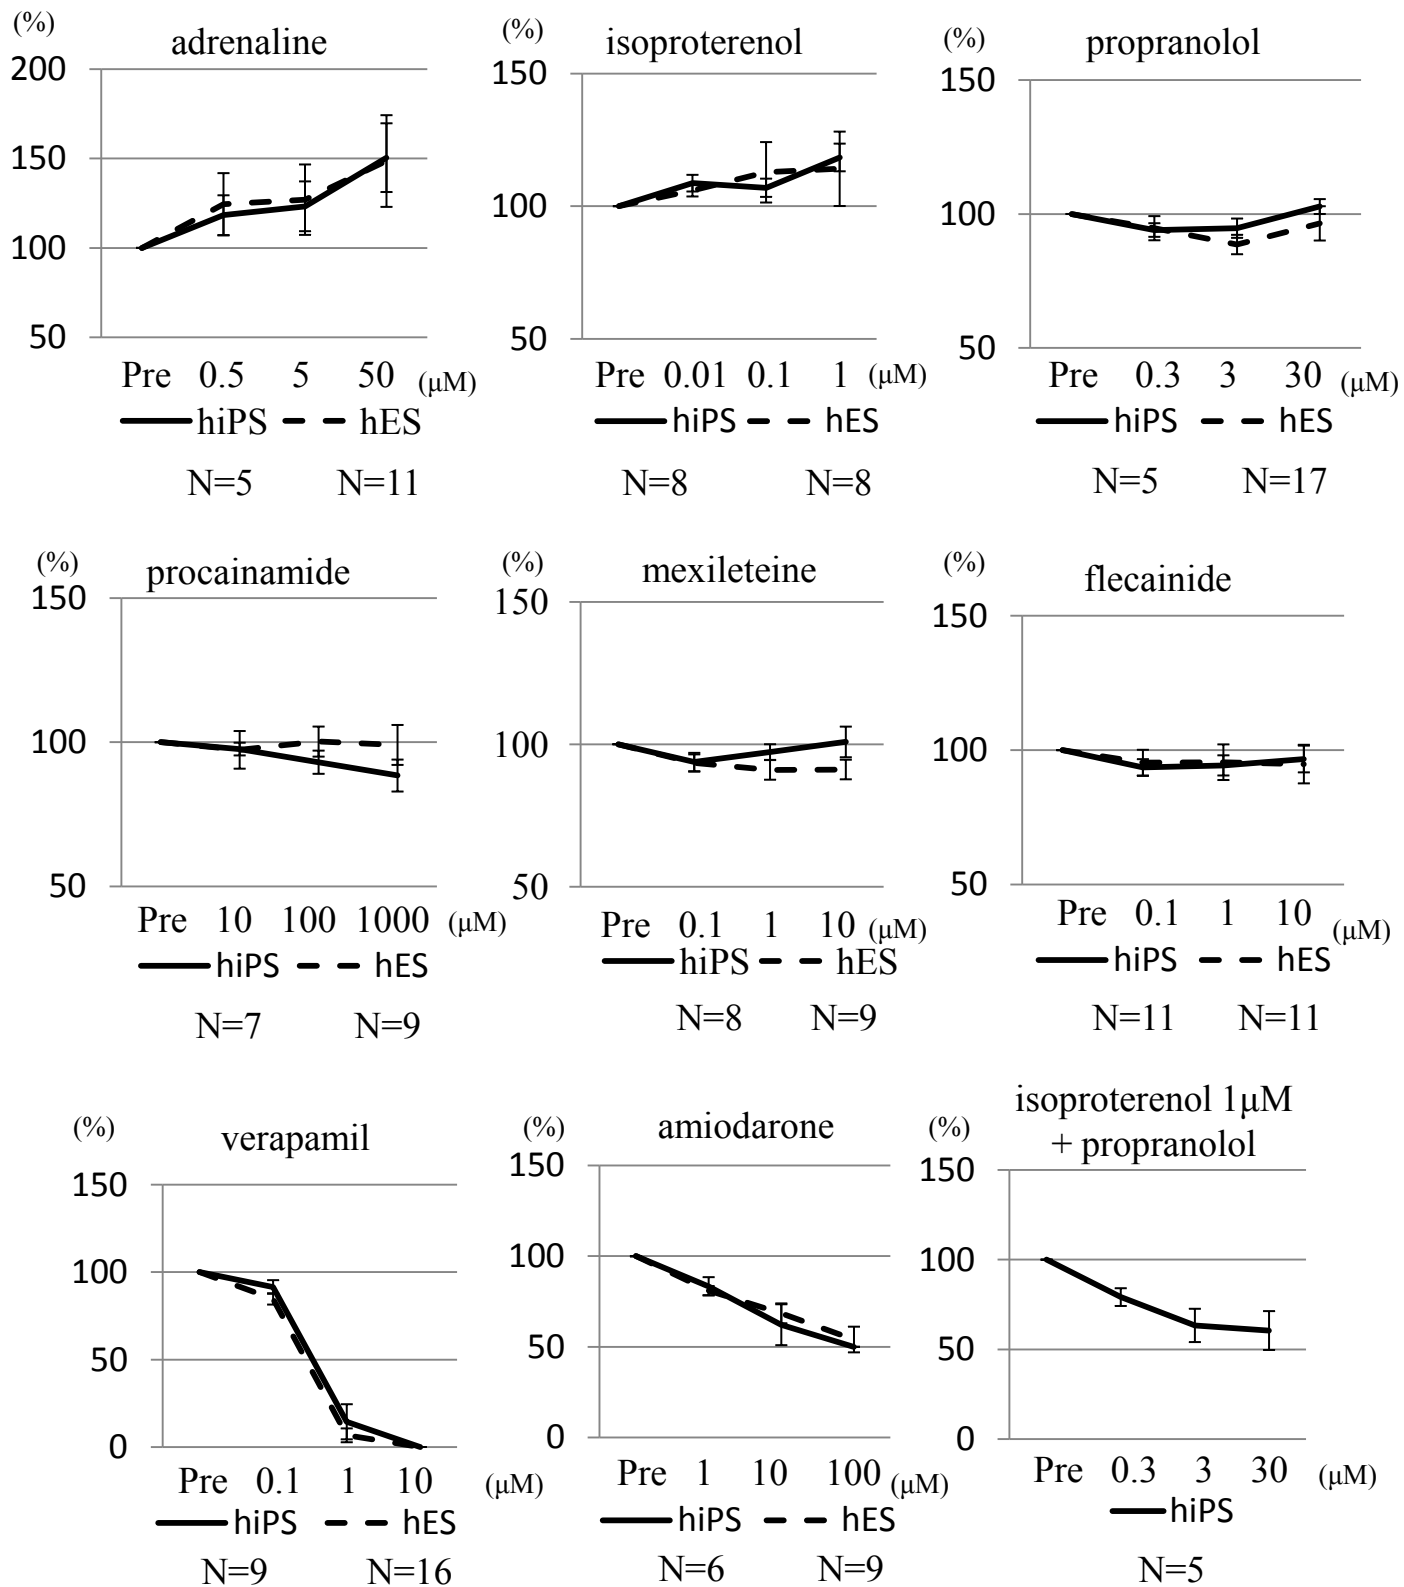 (%)
adrenaline
200
150
100
50
Pre 0.5 5 50 (μM)
hiPS hES
N=5 N=11
(%)
isoproterenol
150
100
50
Pre 0.01 0.1 1 (μM)
hiPS hES
N=8 N=8
(%)
propranolol
150
100
50
Pre 0.3 3 30 (μM)
hiPS hES
N=5 N=17
(%)
procainamide
150
100
50
Pre 10 100 1000 (μM)
hiPS hES
N=7 N=9
(%)
mexileteine
150
100
50
Pre 0.1 1 10 (μM)
hiPS hES
N=8 N=9
(%)
flecainide
150
100
50
Pre 0.1 1 10 (μM)
hiPS hES
N=11 N=11
(%)
verapamil
150
100
50
0
Pre 0.1 1 10 (μM)
hiPS hES
N=9 N=16
(%)
amiodarone
150
100
50
0
Pre 1 10 100 (μM)
hiPS hES
N=6 N=9
(%)
isoproterenol 1μM
+ propranolol
150
100
50
0
Pre 0.3 3 30 (μM)
hiPS
N=5